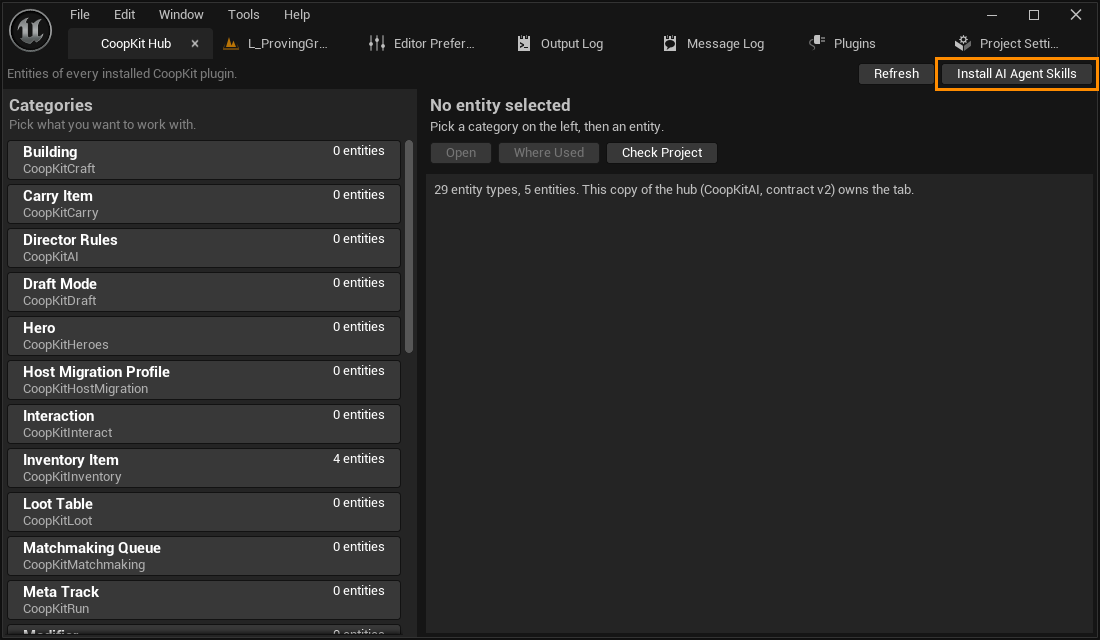 File Edit Window Tools Help
CoopKit Hub L_ProvingGr... Editor Prefer... Output Log Message Log Plugins Project Setti...
Entities of every installed CoopKit plugin. Refresh Install AI Agent Skills
Categories
Pick what you want to work with.
Building 0 entities
CoopKitCraft
Carry Item 0 entities
CoopKitCarry
Director Rules 0 entities
CoopKitAI
Draft Mode 0 entities
CoopKitDraft
Hero 0 entities
CoopKitHeroes
Host Migration Profile 0 entities
CoopKitHostMigration
Interaction 0 entities
CoopKitInteract
Inventory Item 4 entities
CoopKitInventory
Loot Table 0 entities
CoopKitLoot
Matchmaking Queue 0 entities
CoopKitMatchmaking
Meta Track 0 entities
CoopKitRun
Modifier 0 entities
No entity selected
Pick a category on the left, then an entity.
Open Where Used Check Project
29 entity types, 5 entities. This copy of the hub (CoopKitAI, contract v2) owns the tab.